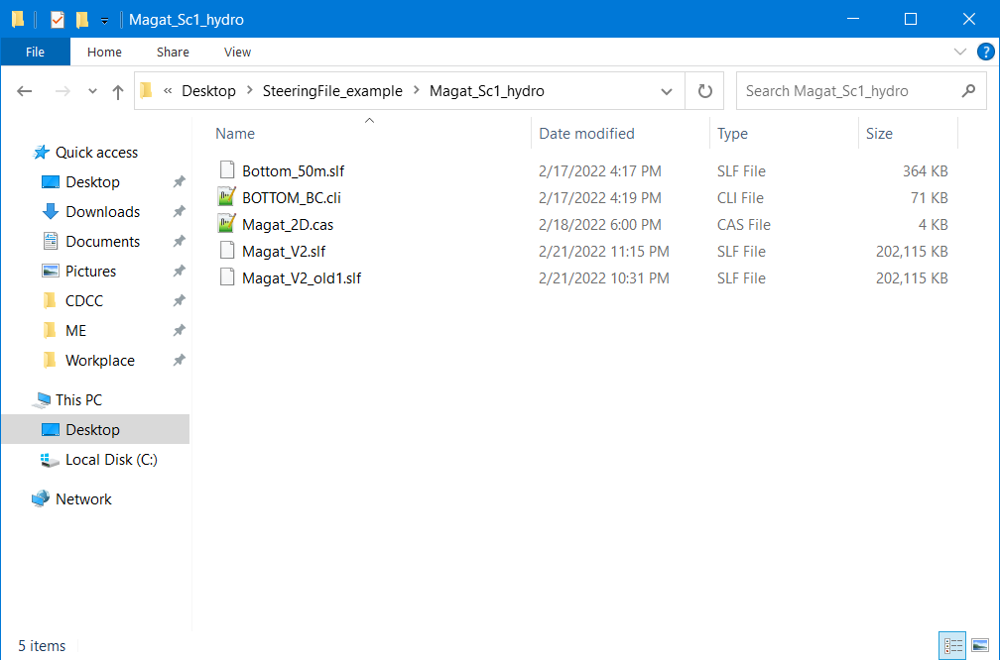 Magat_Sc1_hydro
File Home Share View ?
« Desktop > SteeringFile_example > Magat_Sc1_hydro Search Magat_Sc1_hydro
Name Date modified Type Size
Quick access
Desktop
Downloads
Documents
Pictures
CDCC
ME
Workplace
This PC
Desktop
Local Disk (C:)
Network
Bottom_50m.slf 2/17/2022 4:17 PM SLF File 364 KB
BOTTOM_BC.cli 2/17/2022 4:19 PM CLI File 71 KB
Magat_2D.cas 2/18/2022 6:00 PM CAS File 4 KB
Magat_V2.slf 2/21/2022 11:15 PM SLF File 202,115 KB
Magat_V2_old1.slf 2/21/2022 10:31 PM SLF File 202,115 KB
5 items